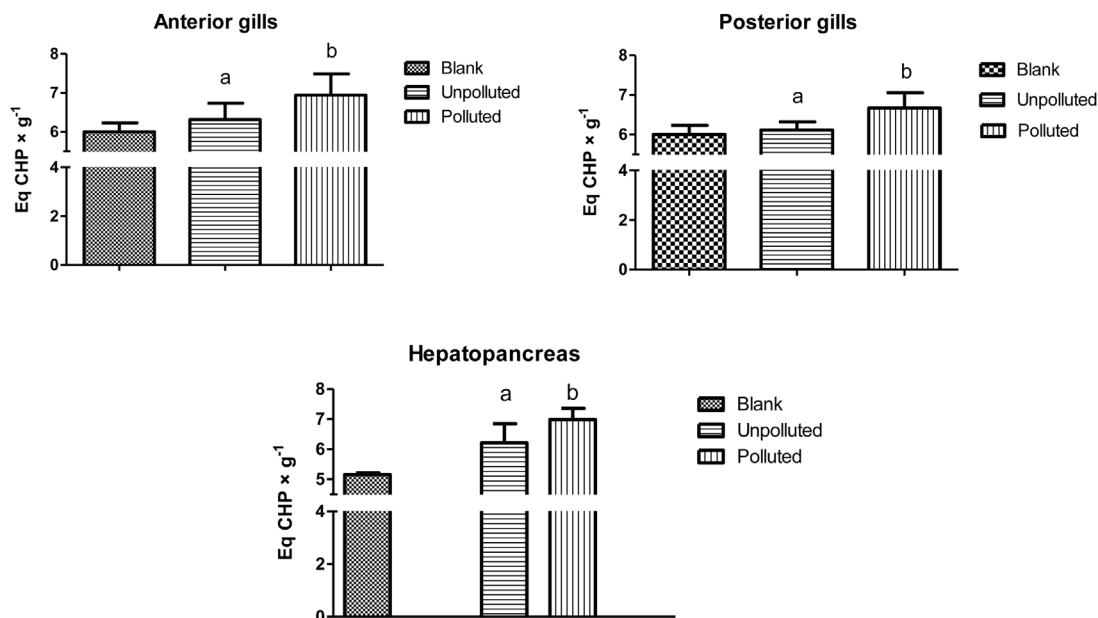 Anterior gills
Eq CHP × g⁻¹
8
7
6
4
2
0
a
b
Blank
Unpolluted
Polluted
Posterior gills
Eq CHP × g⁻¹
8
7
6
4
2
0
a
b
Blank
Unpolluted
Polluted
Hepatopancreas
Eq CHP × g⁻¹
8
7
6
5
4
2
0
a
b
Blank
Unpolluted
Polluted